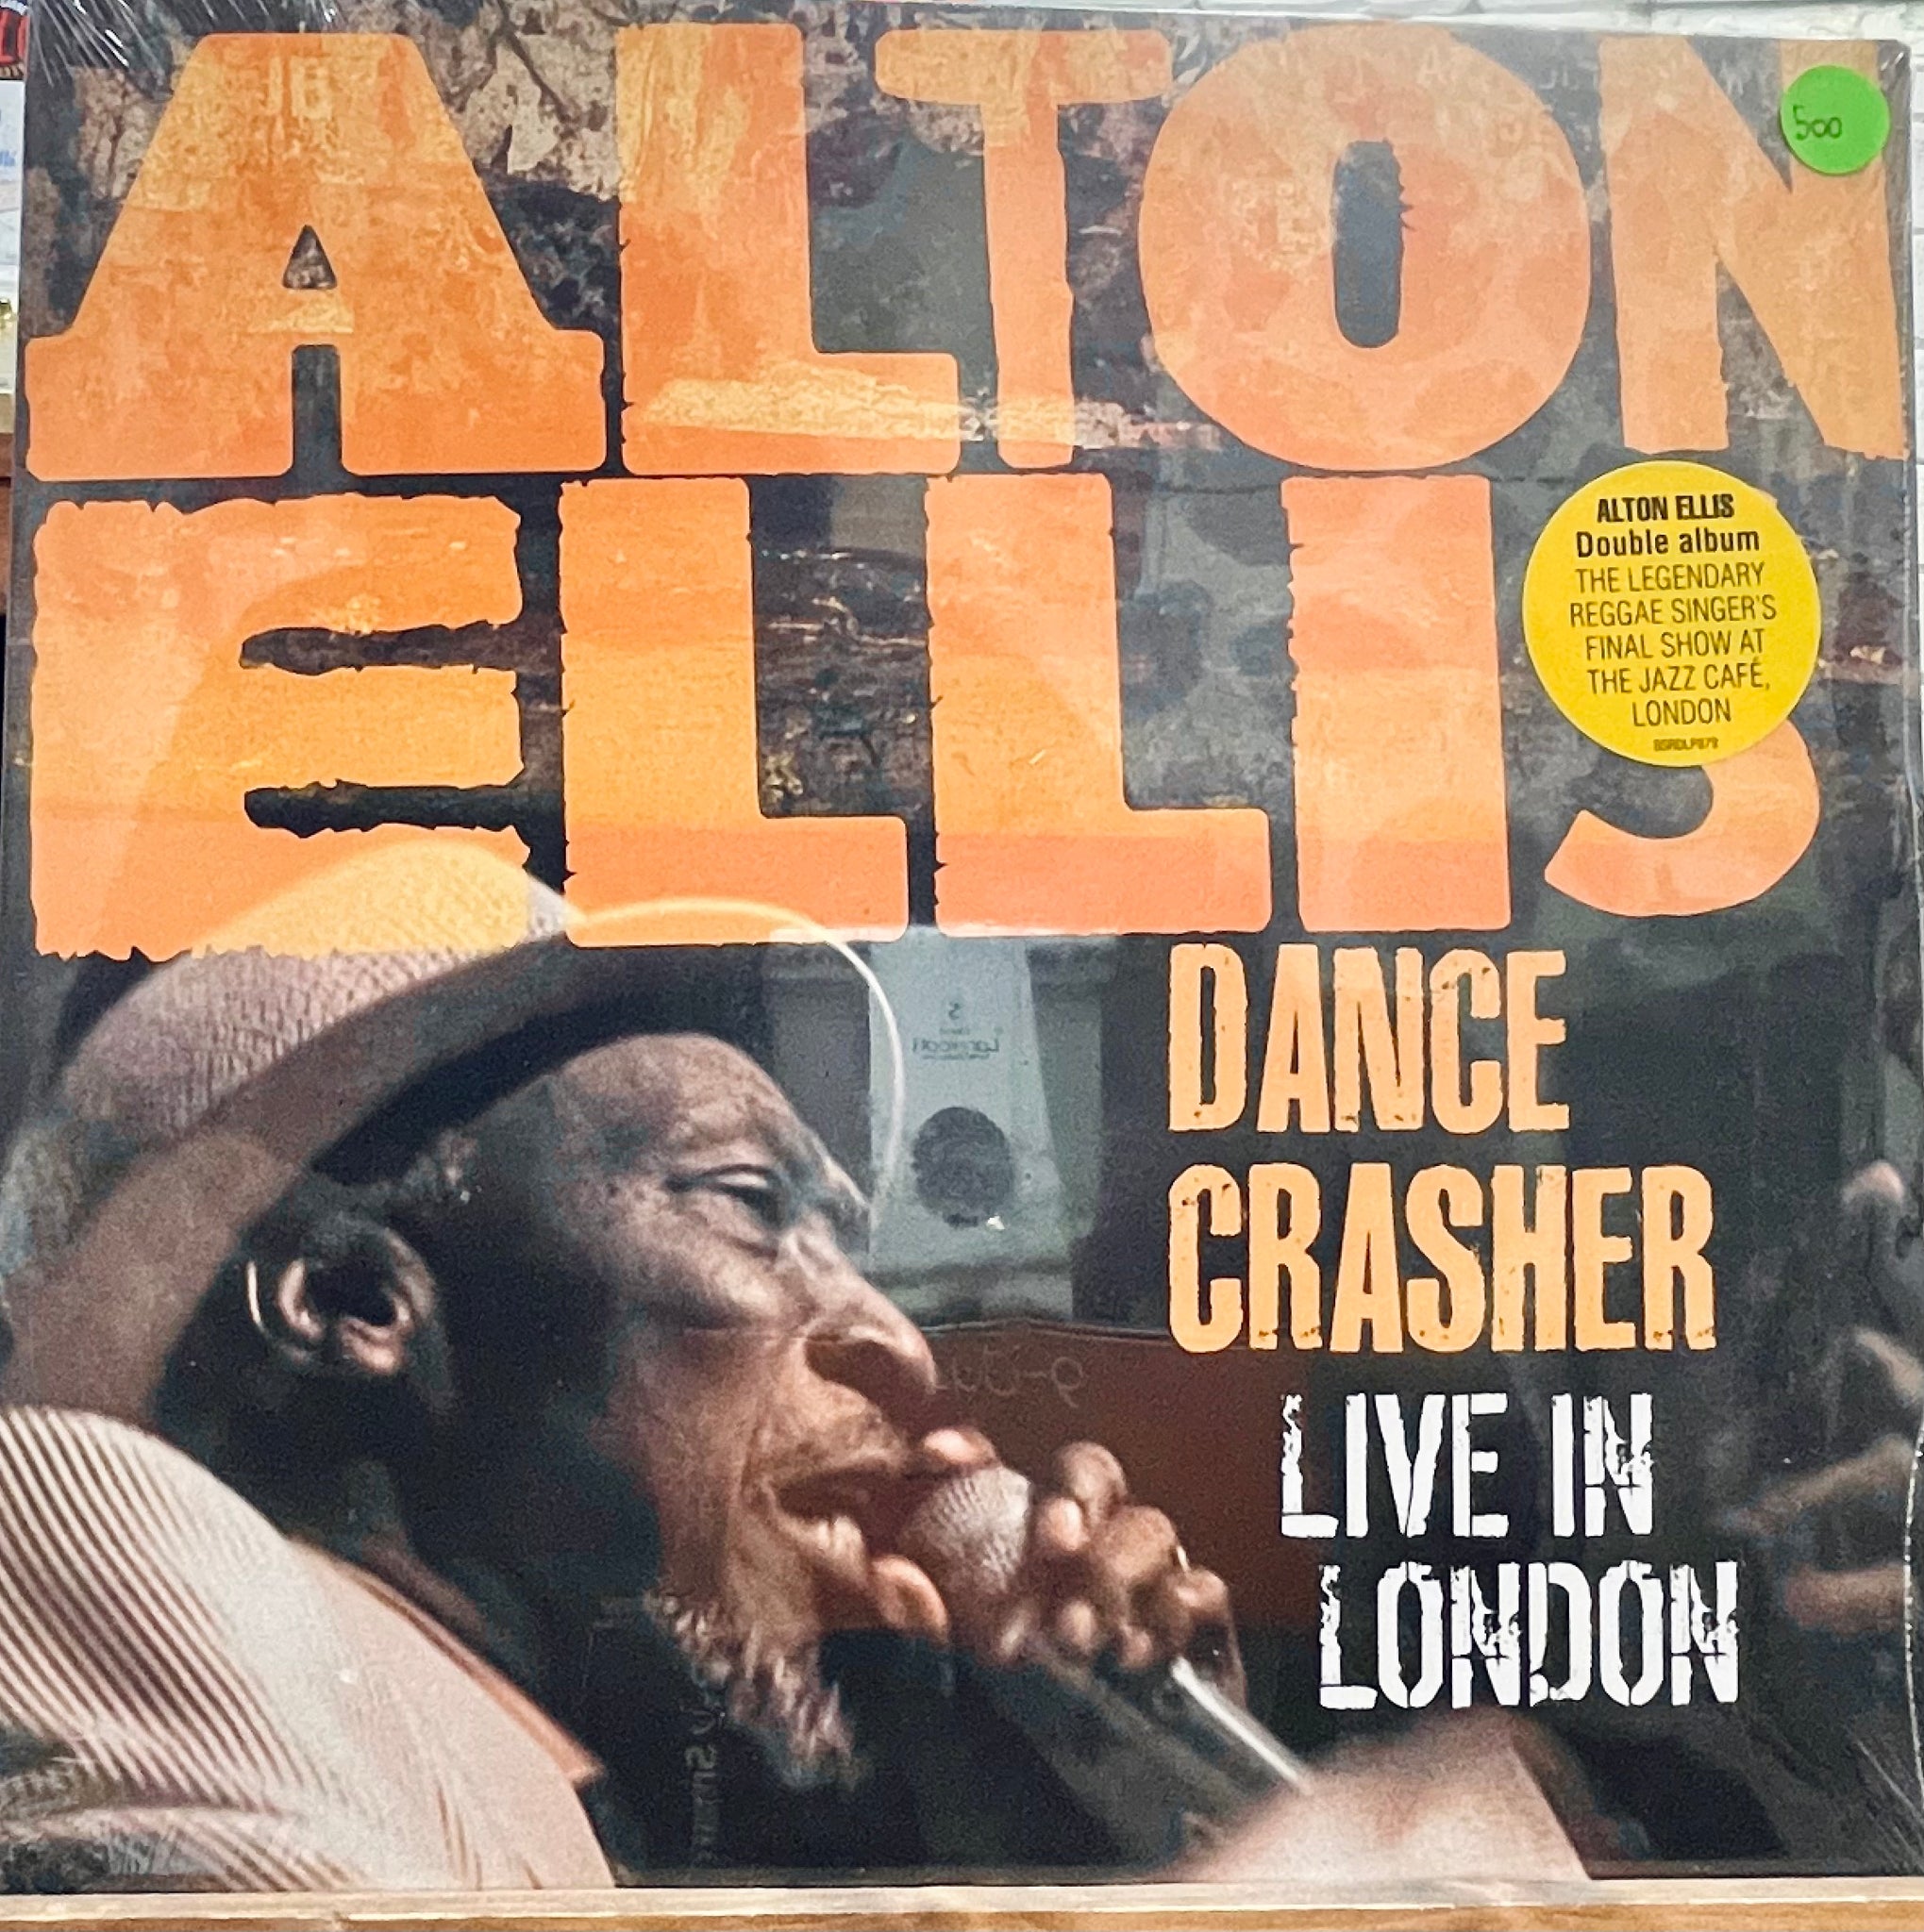 ALTON
500
ELLIS
ALTON ELLIS
Double album
THE LEGENDARY
REGGAE SINGER'S
FINAL SHOW AT
THE JAZZ CAFÉ,
LONDON
DANCE
CRASHER
LIVE IN
LONDON